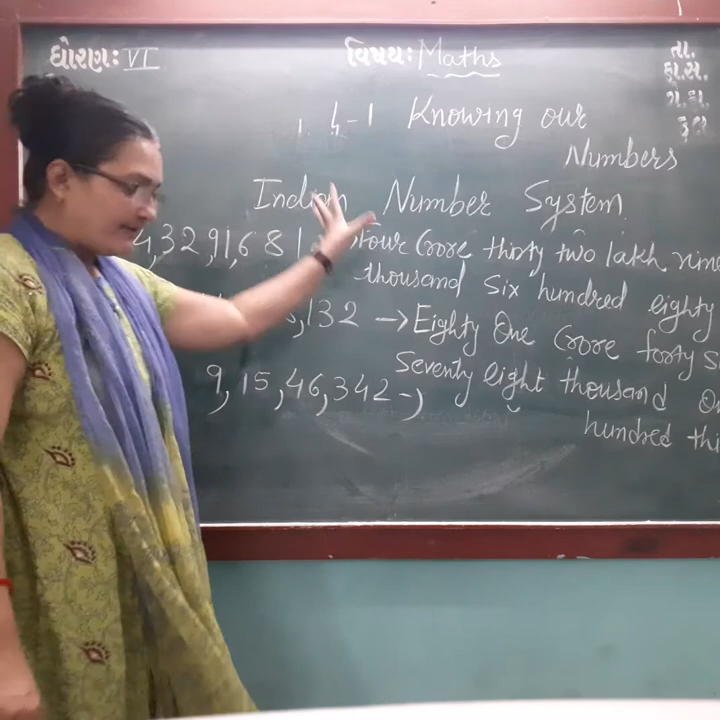 ધોરણ: VI વિષય: Maths તા.
1. 4-1 Knowing our
Numbers
Indian Number System
4,32,91,681 Four Crore thirty two lakh nine
thousand six hundred eighty
,132 → Eighty One Crore forty
Seventy eight thousand
9,15,46,342 →
hundred